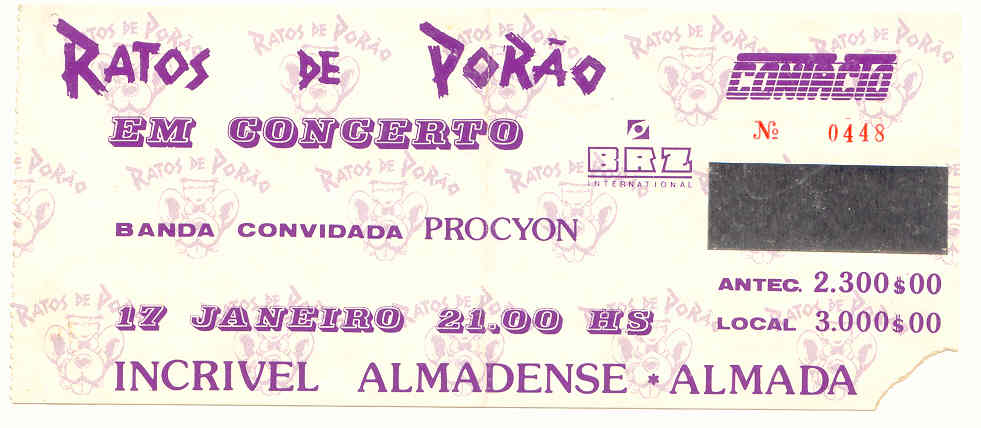 RATOS DE PORÃO
CONTACTO
EM CONCERTO
Nº 0448
BRZ
INTERNATIONAL
BANDA CONVIDADA PROCYON
ANTEC. 2.300$00
17 JANEIRO 21.00 HS
LOCAL 3.000$00
INCRIVEL ALMADENSE * ALMADA